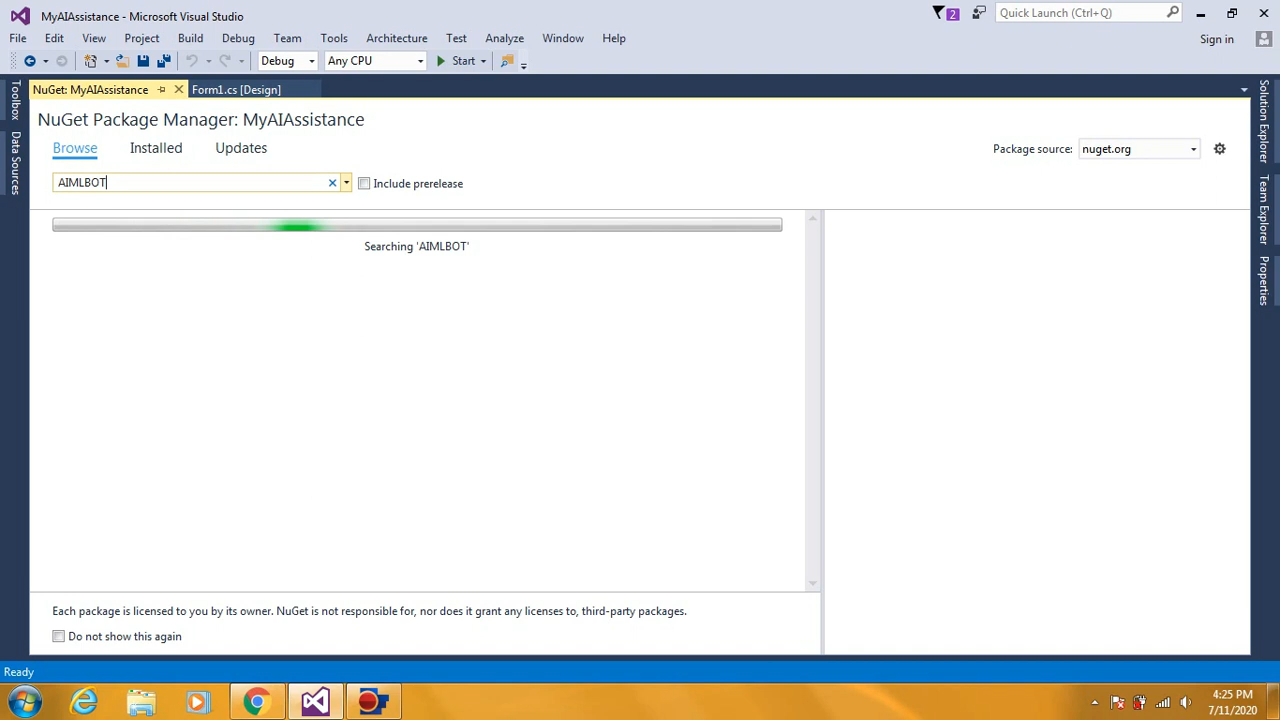 MyAIAssistance - Microsoft Visual Studio
2
Quick Launch (Ctrl+Q)
File Edit View Project Build Debug Team Tools Architecture Test Analyze Window Help
Sign in
Debug Any CPU Start
Toolbox
Data Sources
NuGet: MyAIAssistance Form1.cs [Design]
NuGet Package Manager: MyAIAssistance
Browse Installed Updates
Package source: nuget.org
AIMLBOT
Include prerelease
Searching 'AIMLBOT'
Each package is licensed to you by its owner. NuGet is not responsible for, nor does it grant any licenses to, third-party packages.
Do not show this again
Solution Explorer
Team Explorer
Properties
Ready
4:25 PM
7/11/2020